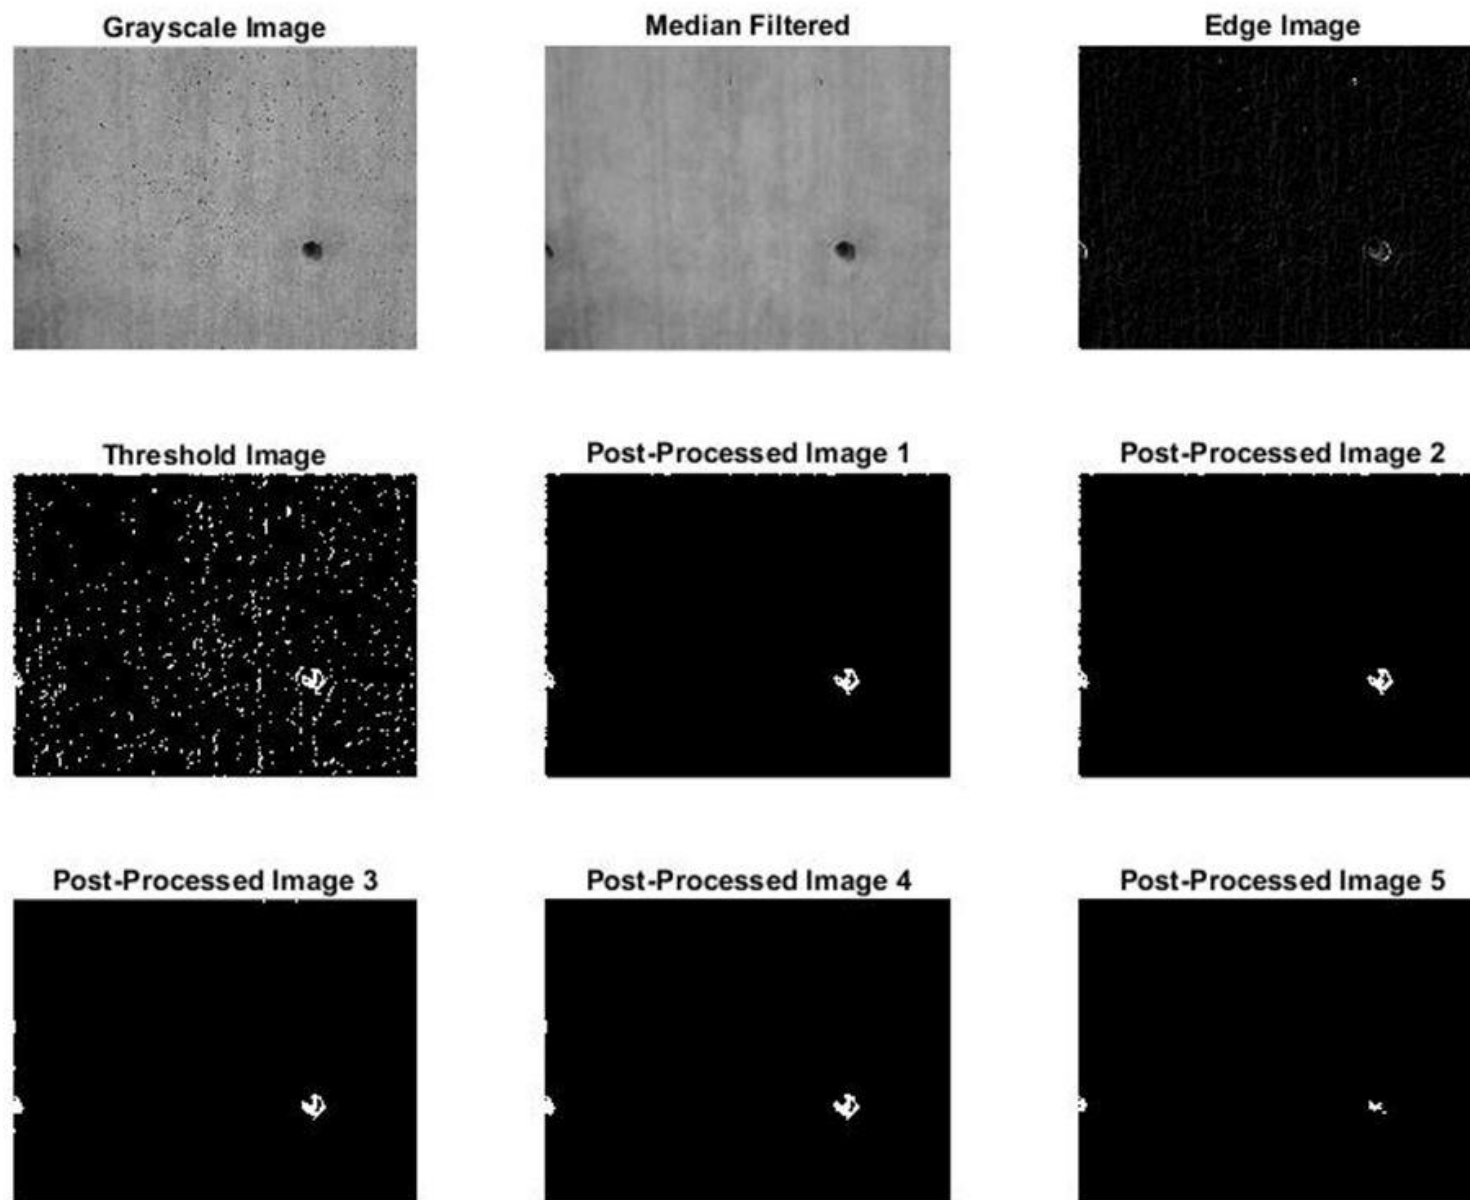 Grayscale Image
Median Filtered
Edge Image
Threshold Image
Post-Processed Image 1
Post-Processed Image 2
Post-Processed Image 3
Post-Processed Image 4
Post-Processed Image 5